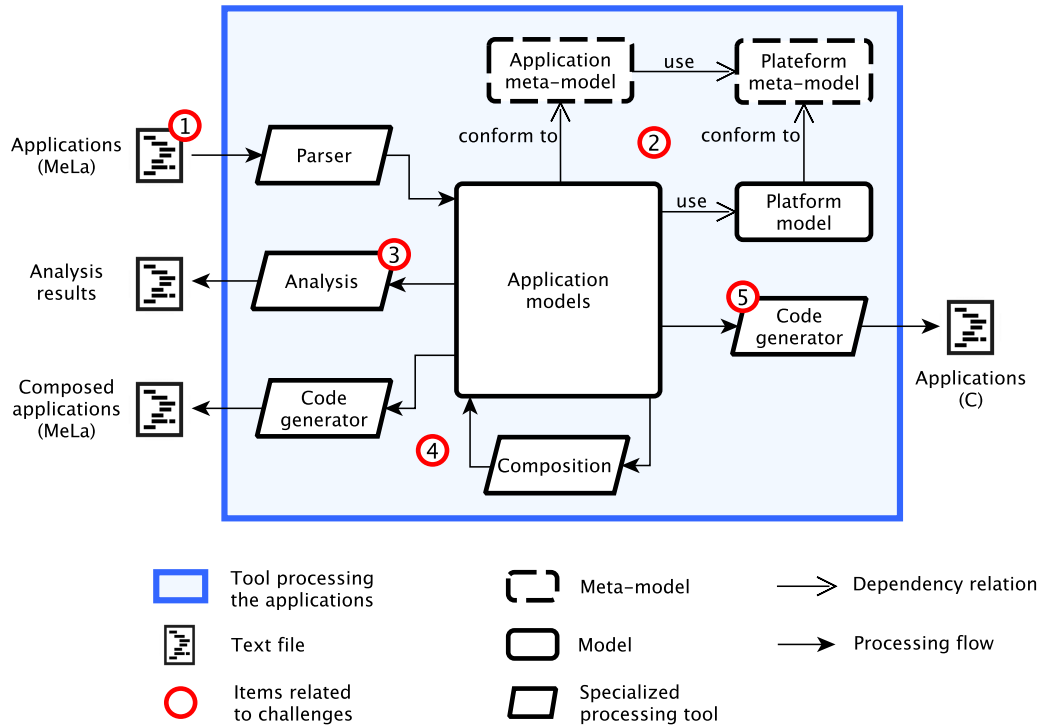 Application
meta-model
use
Plateform
meta-model
1
Applications
(MeLa)
Parser
conform to
2
conform to
use
Platform
model
Analysis
results
Analysis
3
Application
models
5
Code
generator
Applications
(C)
Composed
applications
(MeLa)
Code
generator
4
Composition
Tool processing
the applications
Meta-model
Dependency relation
Text file
Model
Processing flow
Items related
to challenges
Specialized
processing tool